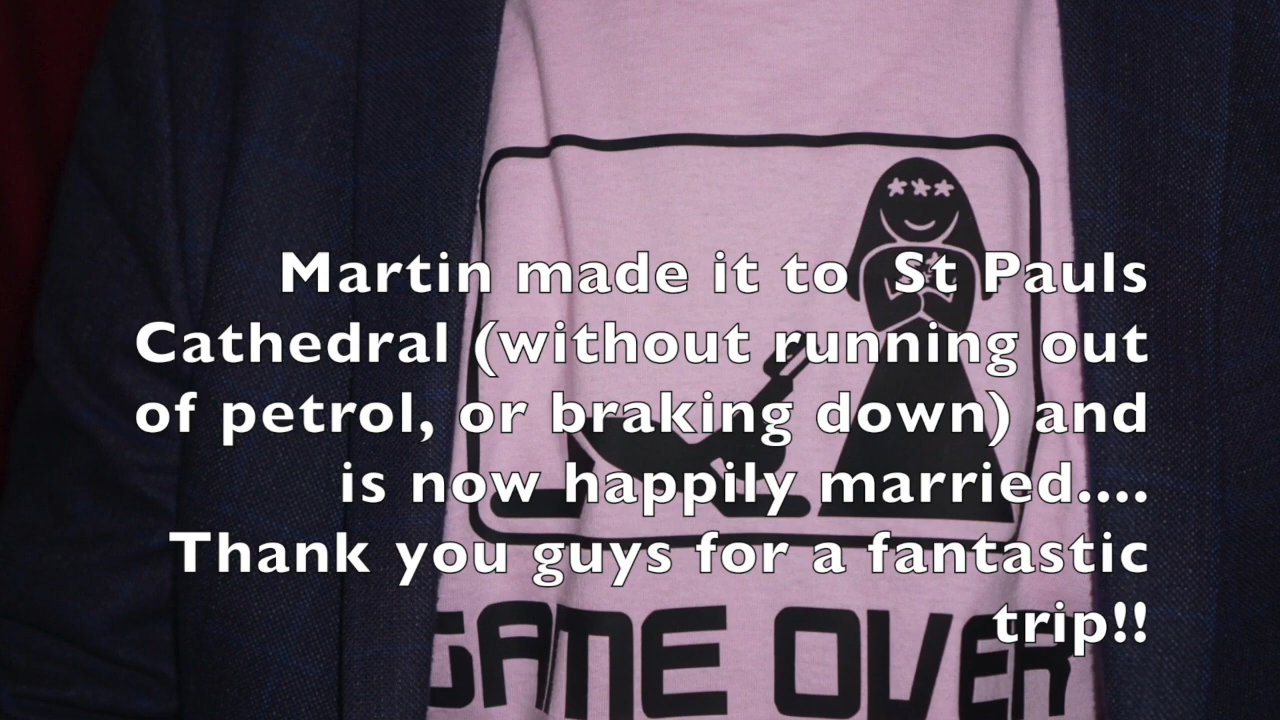 Martin made it to St Pauls
Cathedral (without running out
of petrol, or braking down) and
is now happily married....
Thank you guys for a fantastic
trip!!
GAME OVER